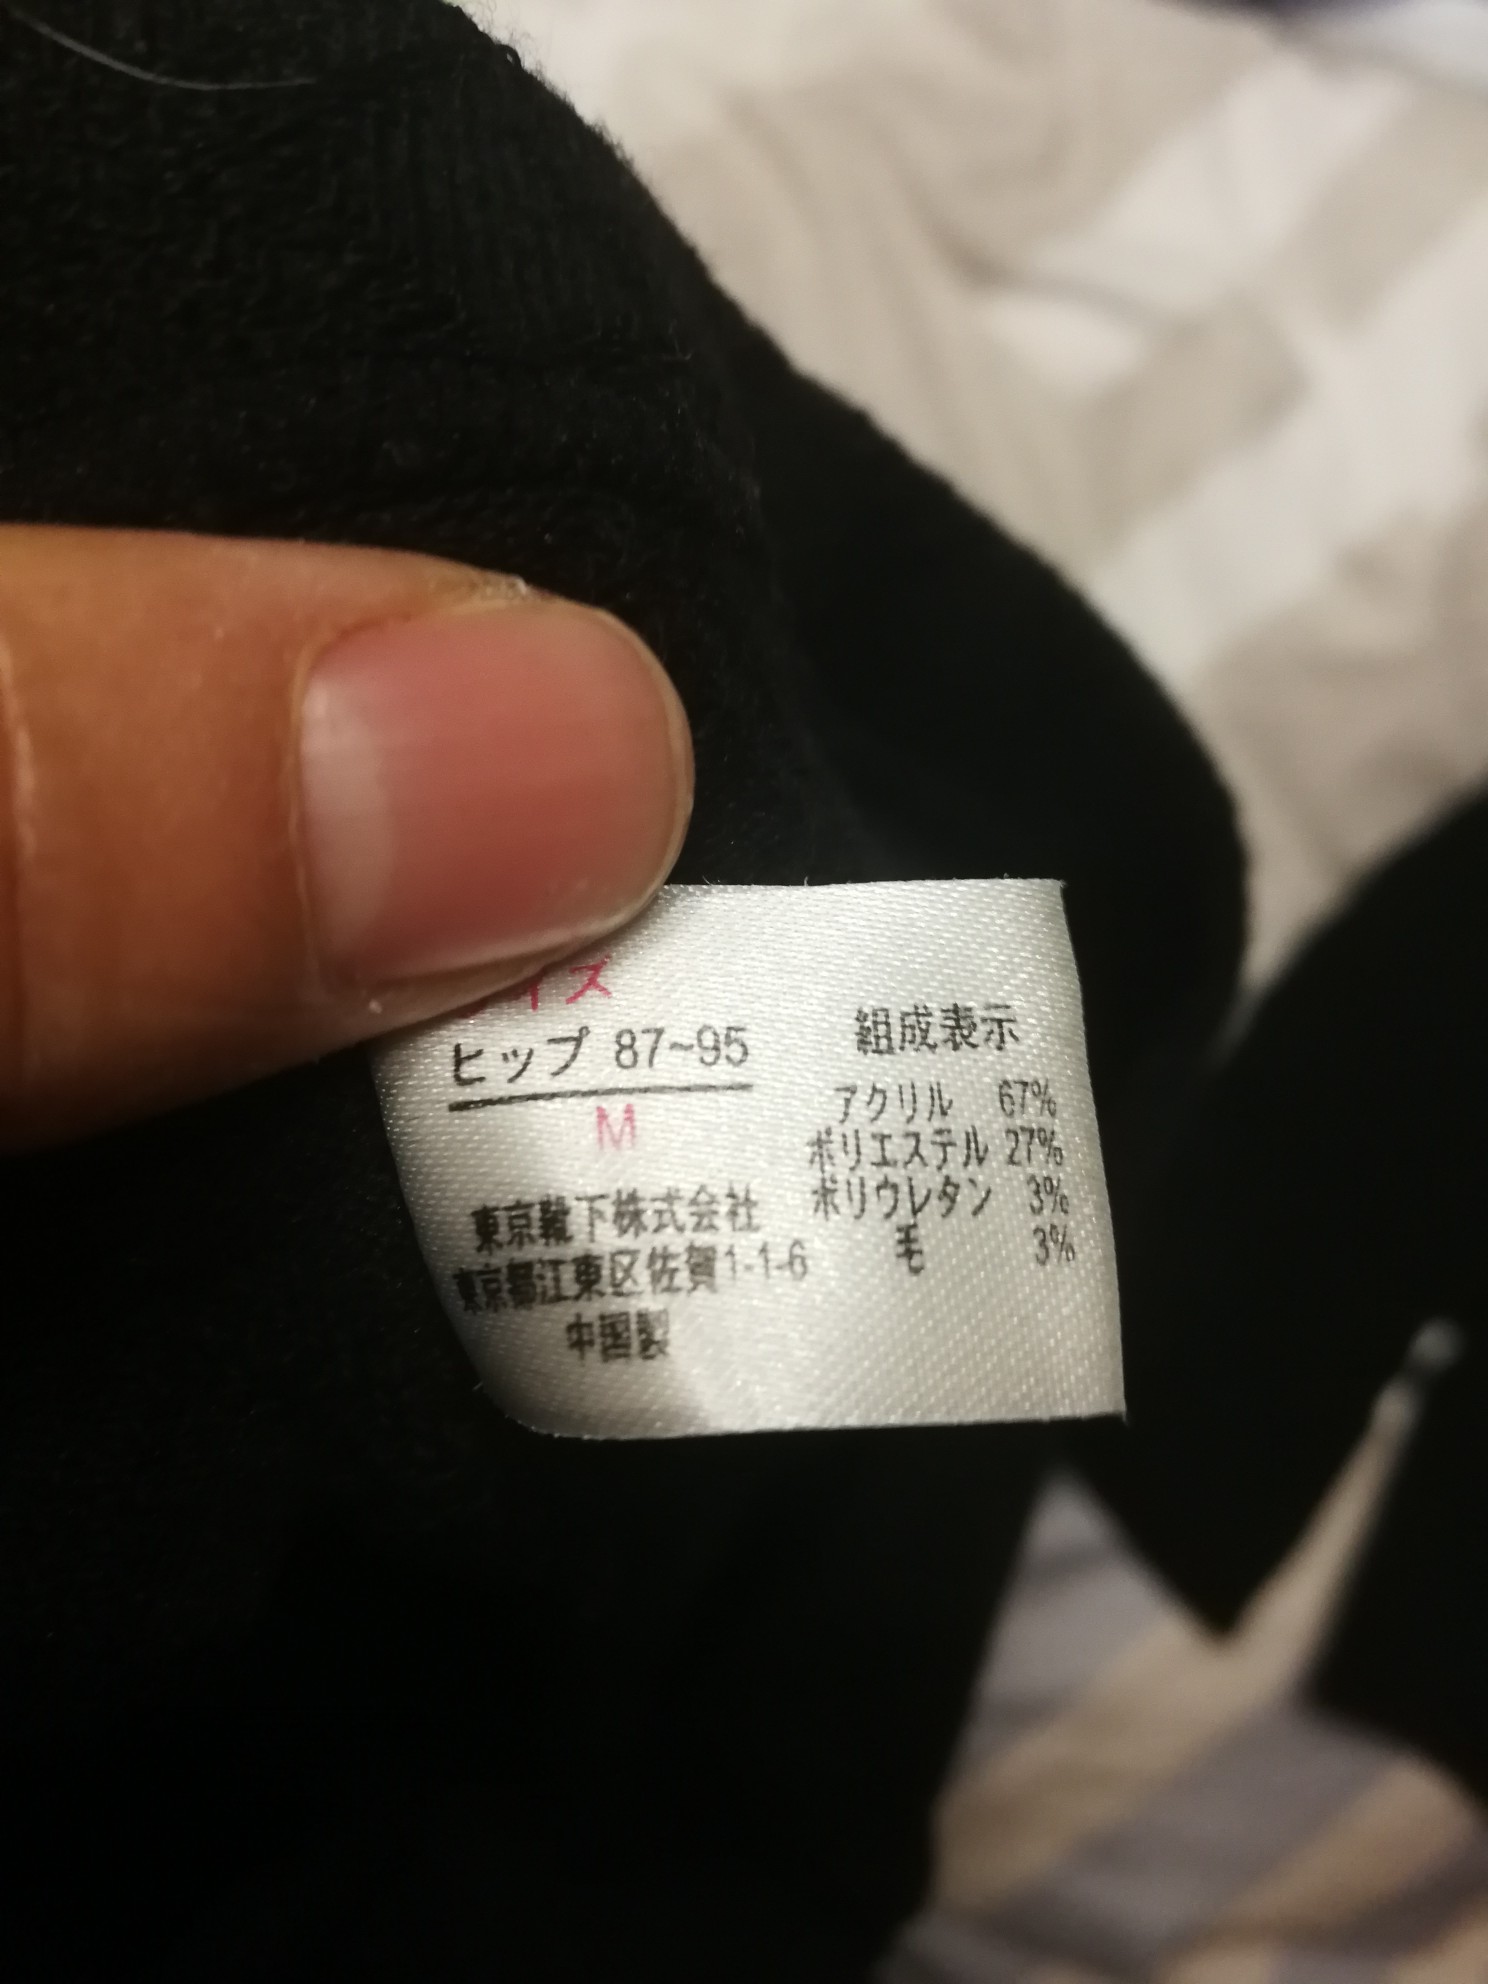 イズ
ヒップ 87~95
M
東京靴下株式会社
東京都江東区佐賀1-1-6
中国製
組成表示
アクリル 67%
ポリエステル 27%
ポリウレタン 3%
毛 3%